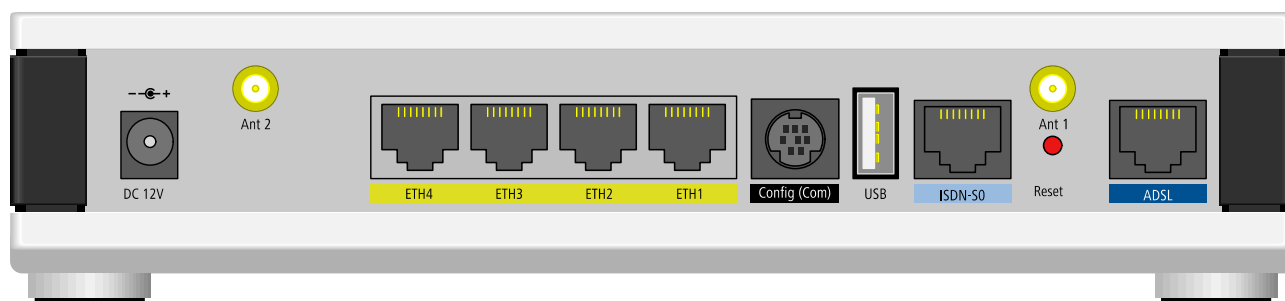 Ant 2
Ant 1
DC 12V
ETH4
ETH3
ETH2
ETH1
Config (Com)
USB
ISDN-S0
Reset
ADSL